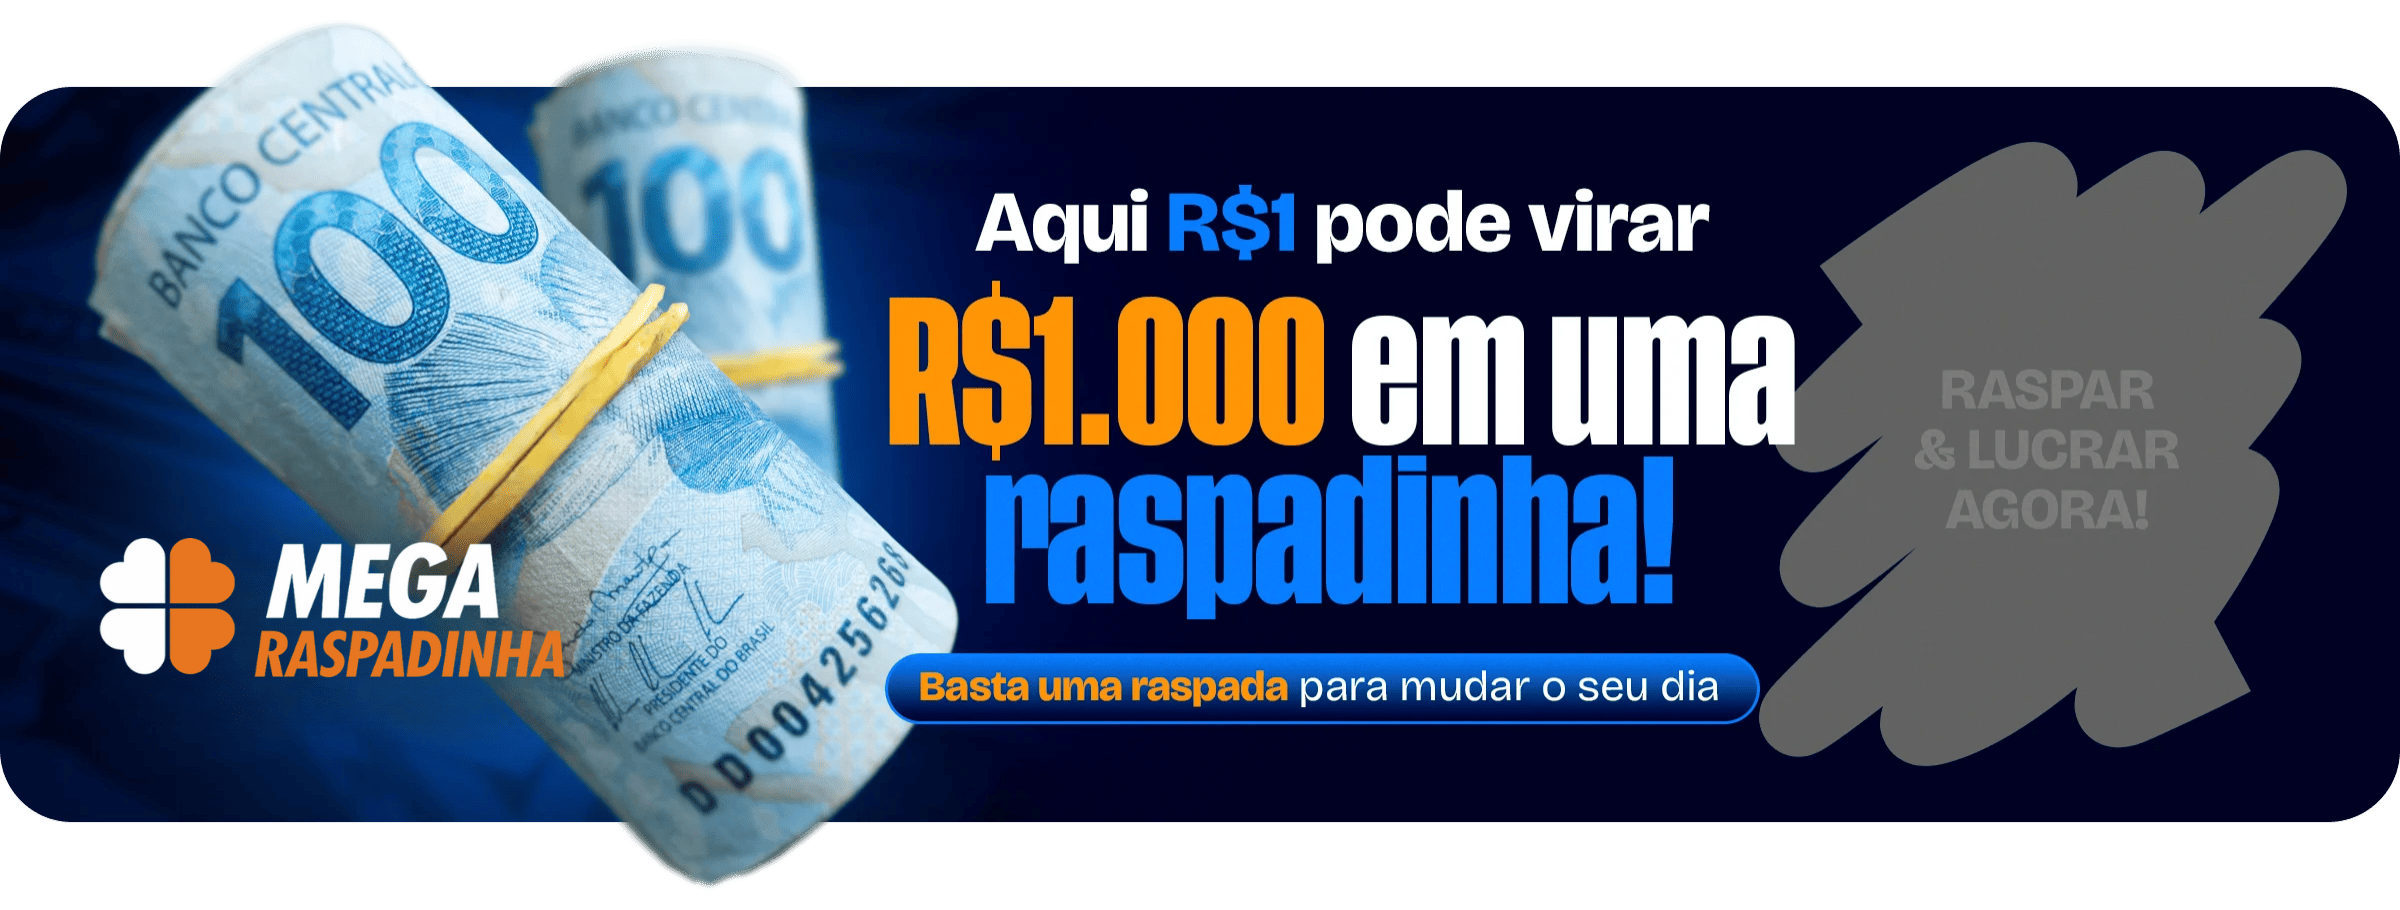 BANCO CENTRAL
100
BANCO CENTRAL
100
Aqui R$1 pode virar
R$1.000 em uma
raspadinha!
Basta uma raspada para mudar o seu dia
RASPAR
& LUCRAR
AGORA!
MEGA
RASPADINHA
MINISTRO DA FAZENDA
PRESIDENTE DO
BANCO CENTRAL DO BRASIL
DD004256268